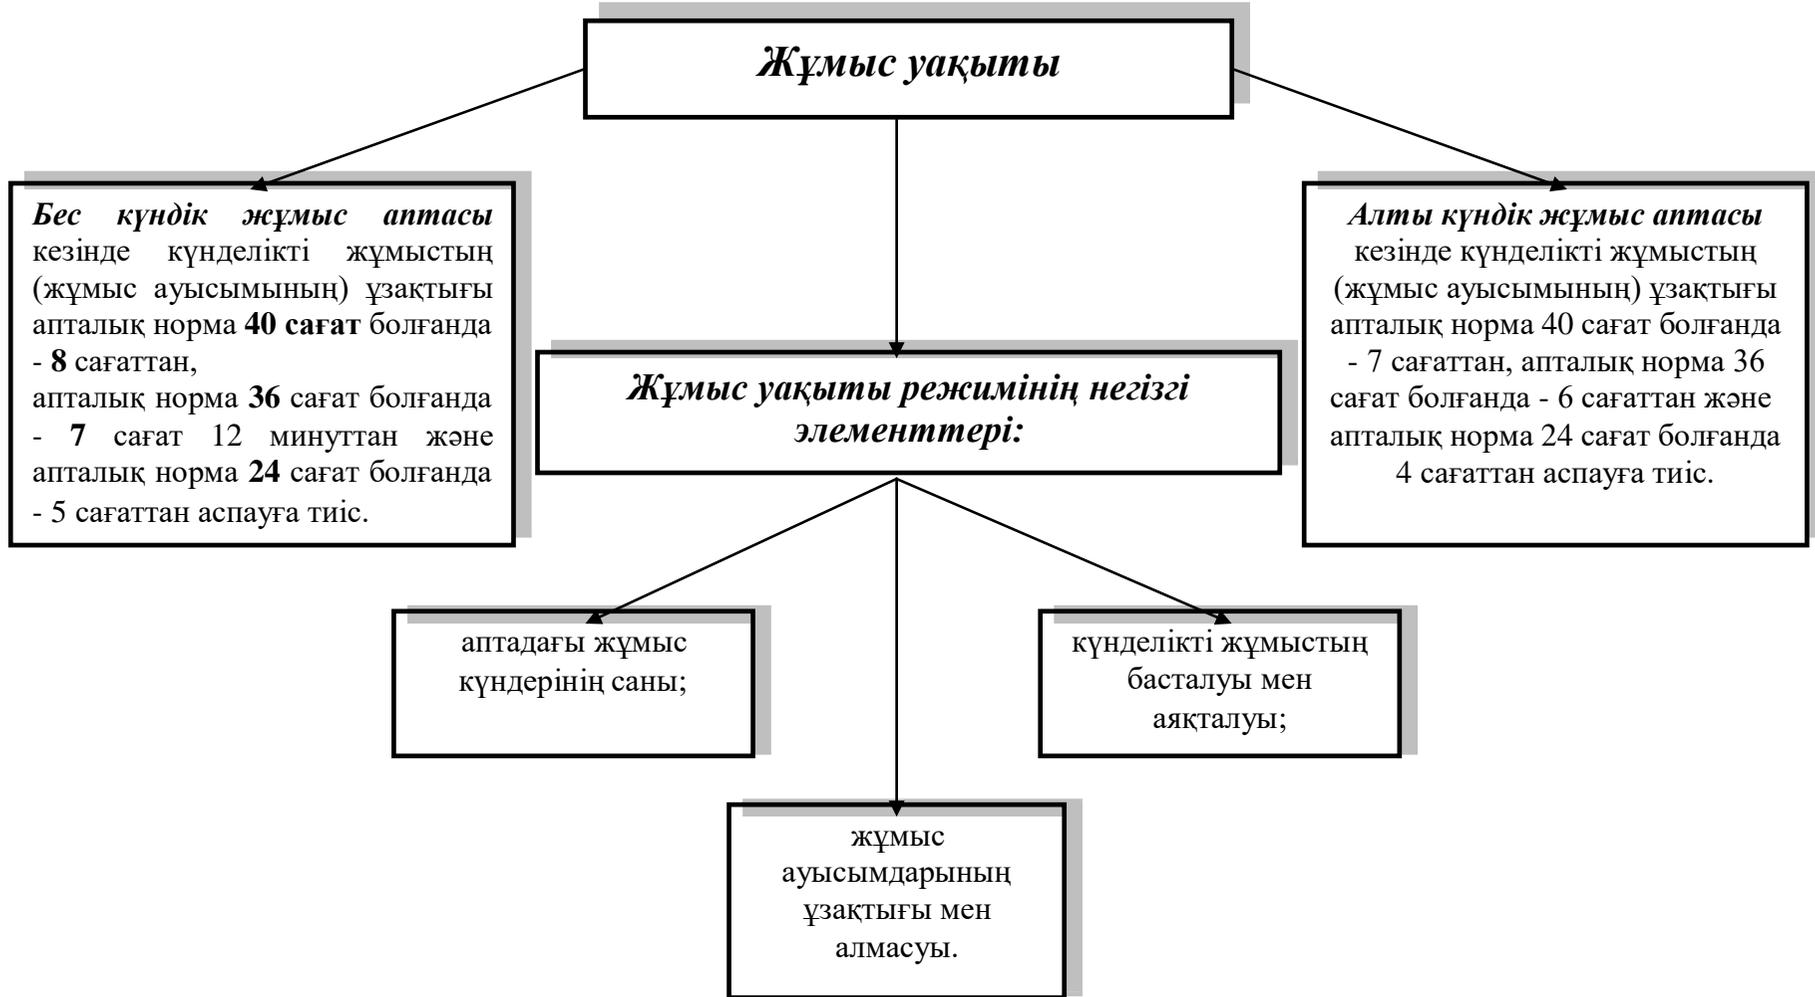 Жұмыс уақыты
Бес күндік жұмыс аптасы
кезінде күнделікті жұмыстың
(жұмыс ауысымының) ұзақтығы
апталық норма 40 сағат болғанда
- 8 сағаттан,
апталық норма 36 сағат болғанда
- 7 сағат 12 минуттан және
апталық норма 24 сағат болғанда
- 5 сағаттан аспауға тиіс.
Алты күндік жұмыс аптасы
кезінде күнделікті жұмыстың
(жұмыс ауысымының) ұзақтығы
апталық норма 40 сағат болғанда
- 7 сағаттан, апталық норма 36
сағат болғанда - 6 сағаттан және
апталық норма 24 сағат болғанда
4 сағаттан аспауға тиіс.
Жұмыс уақыты режимінің негізгі
элементтері:
аптадағы жұмыс
күндерінің саны;
күнделікті жұмыстың
басталуы мен
аяқталуы;
жұмыс
ауысымдарының
ұзақтығы мен
алмасуы.